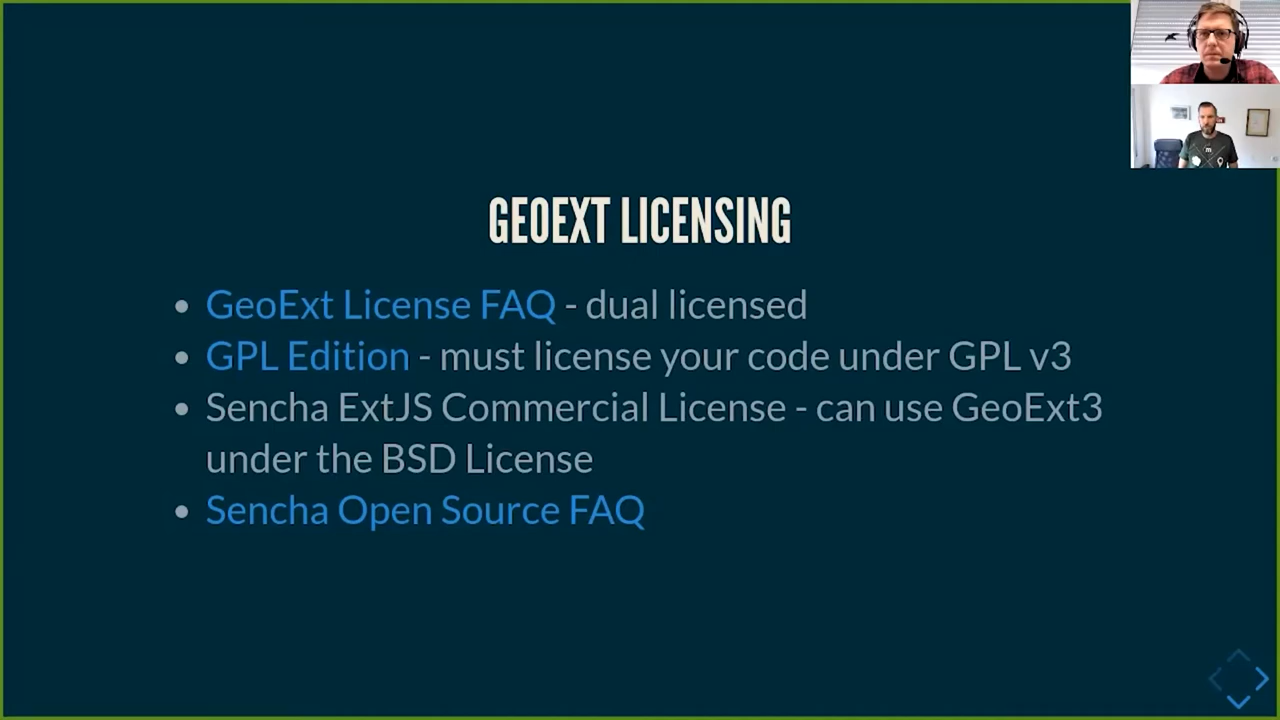 GEOEXT LICENSING
GeoExt License FAQ - dual licensed
GPL Edition - must license your code under GPL v3
Sencha ExtJS Commercial License - can use GeoExt3
under the BSD License
Sencha Open Source FAQ